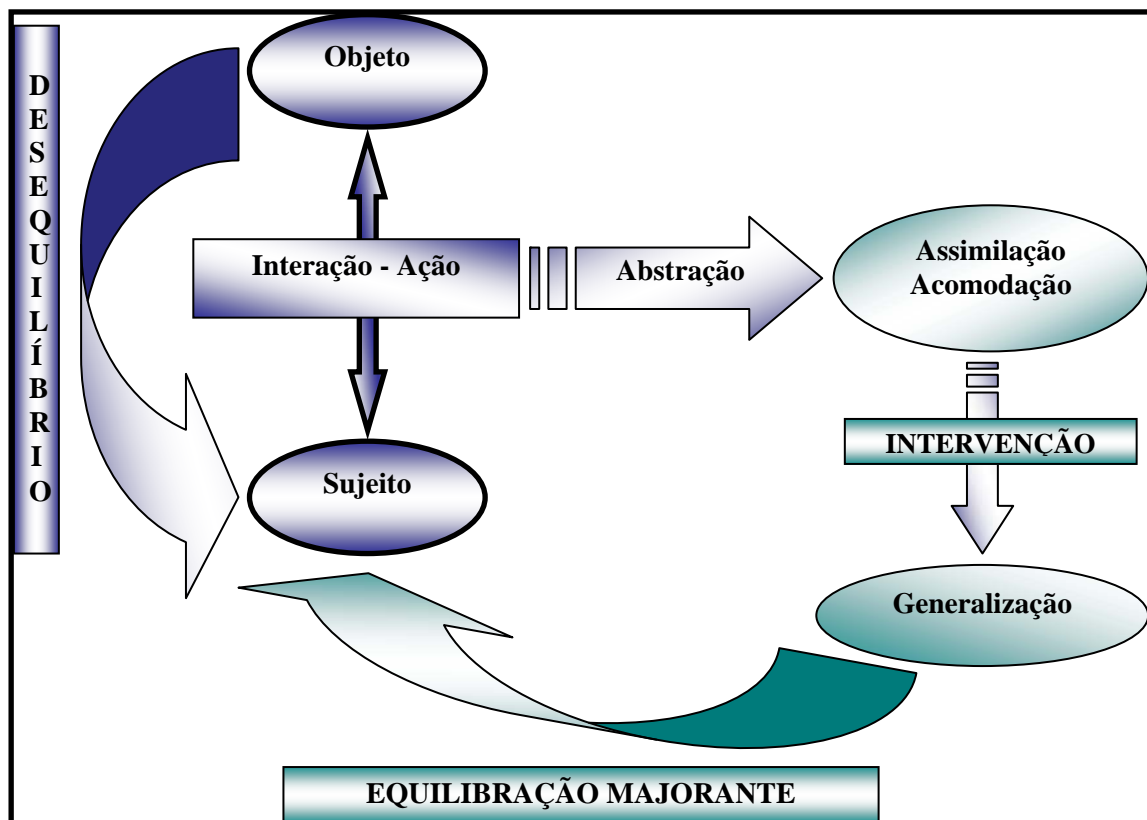 DESEQUILÍBRIO
Objeto
Interação - Ação
Abstração
Assimilação
Acomodação
INTERVENÇÃO
Sujeito
Generalização
EQUILIBRAÇÃO MAJORANTE